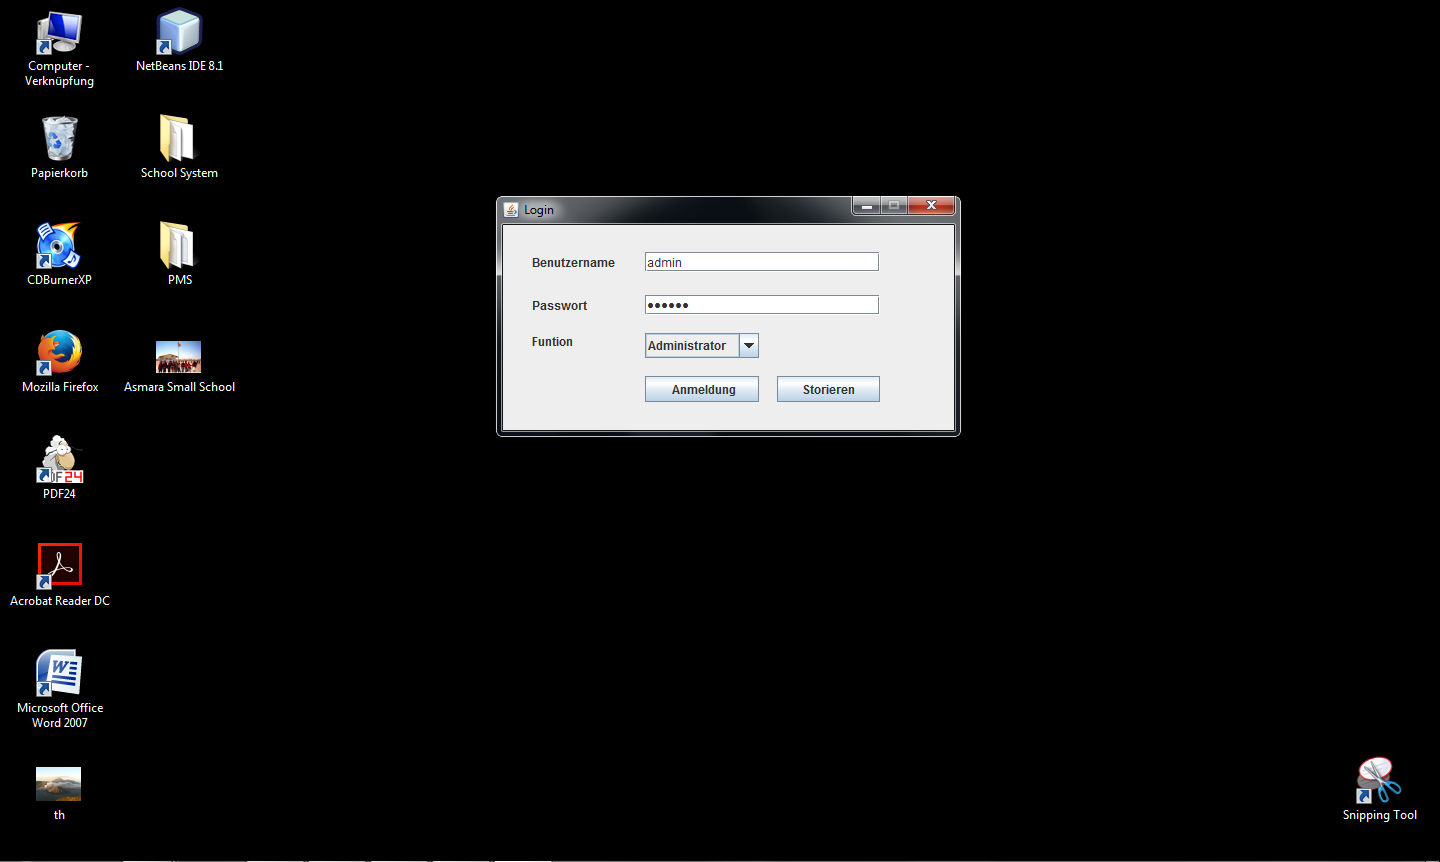 Computer -
Verknüpfung
NetBeans IDE 8.1
Papierkorb
School System
CDBurnerXP
PMS
Mozilla Firefox
Asmara Small School
PDF24
Acrobat Reader DC
Microsoft Office
Word 2007
th
Login
Benutzername
admin
Passwort
••••••
Funtion
Administrator
Anmeldung
Storieren
Snipping Tool